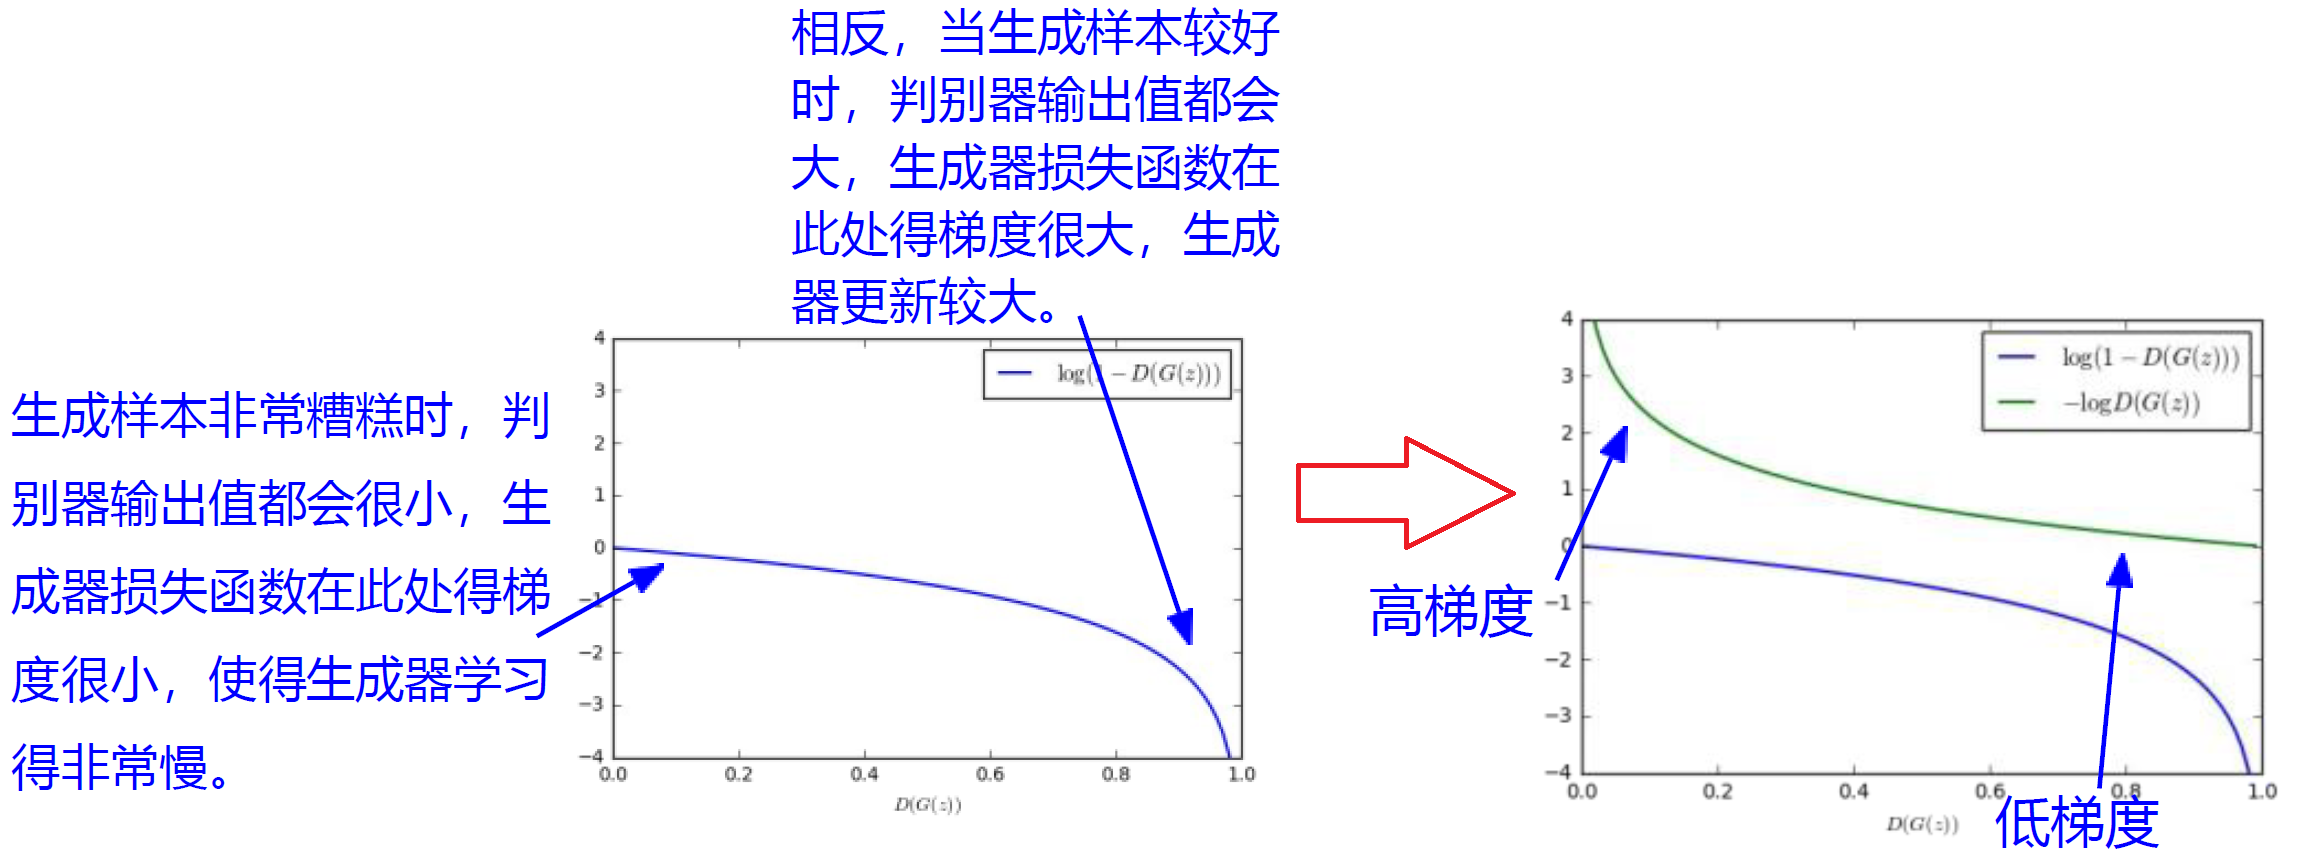 相反，当生成样本较好
时，判别器输出值都会
大，生成器损失函数在
此处得梯度很大，生成
器更新较大。
生成样本非常糟糕时，判
别器输出值都会很小，生
成器损失函数在此处得梯
度很小，使得生成器学习
得非常慢。
4
3
2
1
0
−1
−2
−3
−4
0.0 0.2 0.4 0.6 0.8 1.0
D(G(z))
log(1 − D(G(z)))
4
3
2
1
0
−1
−2
−3
−4
0.0 0.2 0.4 0.6 0.8 1.0
D(G(z))
log(1 − D(G(z)))
−logD(G(z))
高梯度
低梯度